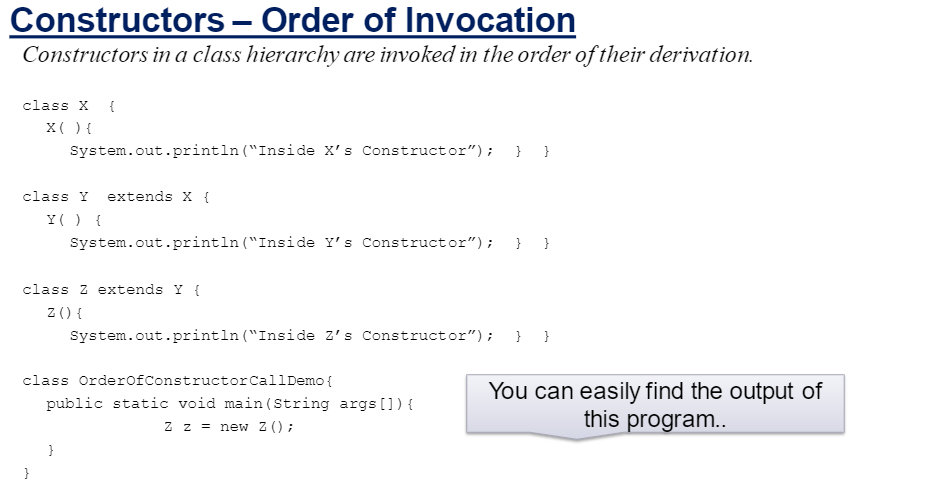 Constructors – Order of Invocation
Constructors in a class hierarchy are invoked in the order of their derivation.
class X  {
X( ){
System.out.println(“Inside X’s Constructor”);  }  }
class Y  extends X {
Y( ) {
System.out.println(“Inside Y’s Constructor”);  }  }
class Z extends Y {
Z(){
System.out.println(“Inside Z’s Constructor”);  }  }
class OrderOfConstructorCallDemo{
public static void main(String args[]){
Z z = new Z();
}
}
You can easily find the output of
this program..